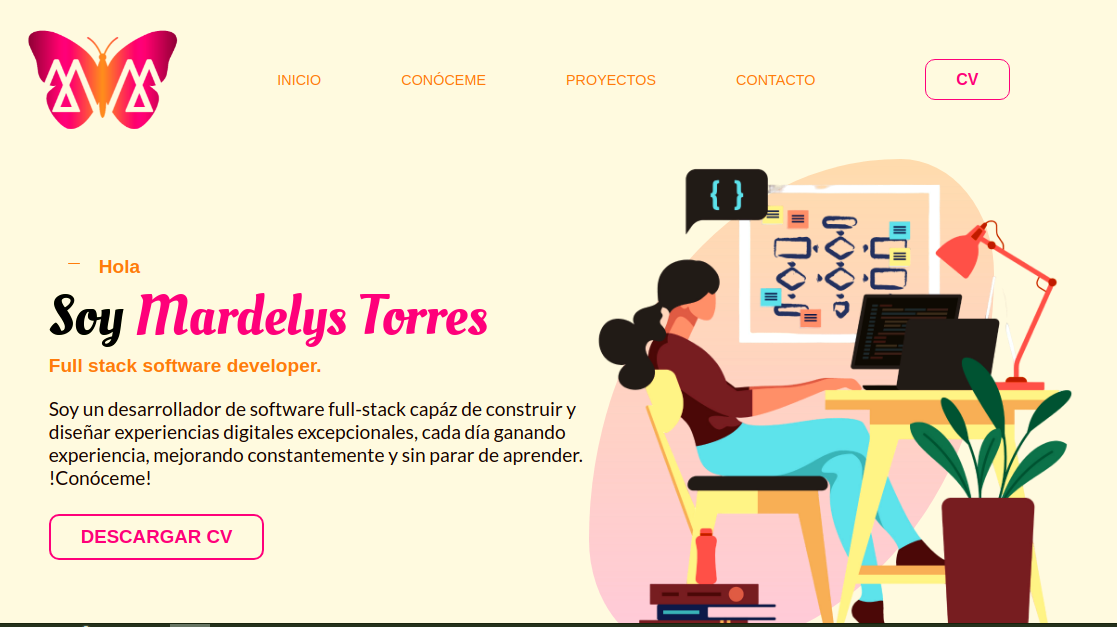 INICIO CONÓCEME PROYECTOS CONTACTO CV
{ }
Hola
Soy Mardelys Torres
Full stack software developer.
Soy un desarrollador de software full-stack capáz de construir y
diseñar experiencias digitales excepcionales, cada día ganando
experiencia, mejorando constantemente y sin parar de aprender.
!Conóceme!
DESCARGAR CV